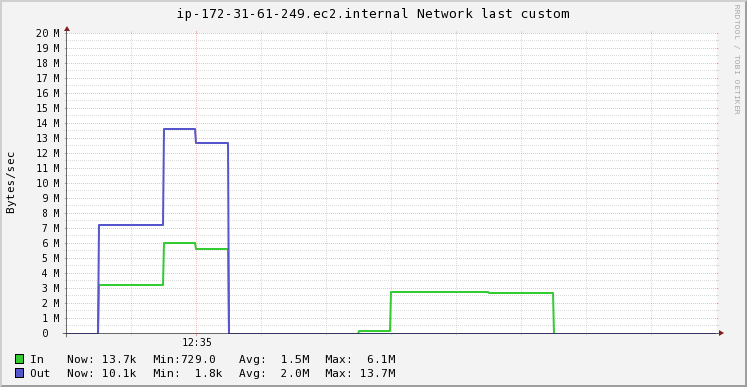 ip-172-31-61-249.ec2.internal Network last custom
RRDTOOL / TOBI OETIKER
Bytes/sec
20 M
19 M
18 M
17 M
16 M
15 M
14 M
13 M
12 M
11 M
10 M
9 M
8 M
7 M
6 M
5 M
4 M
3 M
2 M
1 M
0
12:35
In Now: 13.7k Min:729.0 Avg: 1.5M Max: 6.1M
Out Now: 10.1k Min: 1.8k Avg: 2.0M Max: 13.7M